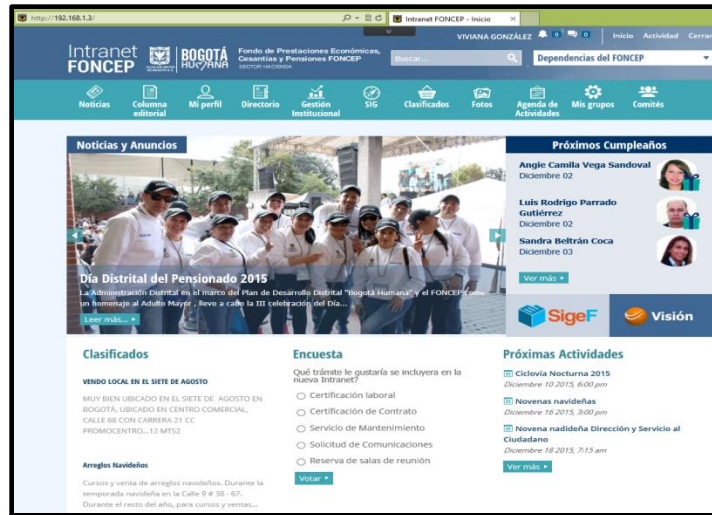 http://192.168.1.3/
Intranet FONCEP - Inicio
VIVIANA GONZÁLEZ 0 0 Inicio Actividad Cerrar
Intranet
FONCEP
BOGOTÁ
HUMANA
Fondo de Prestaciones Económicas,
Cesantías y Pensiones FONCEP
SECTOR HACIENDA
Buscar...
Dependencias del FONCEP
Noticias
Columna
editorial
Mi perfil
Directorio
Gestión
Institucional
SIG
Clasificados
Fotos
Agenda de
Actividades
Mis grupos
Comités
Noticias y Anuncios
Día Distrital del Pensionado 2015
La Administración Distrital en el marco del Plan de Desarrollo Distrital "Bogotá Humana" y el FONCEP como
un homenaje al Adulto Mayor , llevo a cabo la III celebración del Día...
Leer más...
Próximos Cumpleaños
Angie Camila Vega Sandoval
Diciembre 02
Luis Rodrigo Parrado
Gutiérrez
Diciembre 02
Sandra Beltrán Coca
Diciembre 03
Ver más
SigeF
Visión
Clasificados
VENDO LOCAL EN EL SIETE DE AGOSTO
MUY BIEN UBICADO EN EL SIETE DE AGOSTO EN
BOGOTÁ. UBICADO EN CENTRO COMERCIAL,
CALLE 68 CON CARRERA 21 CC
PROMOCENTRO...12 MTS2
Arreglos Navideños
Cursos y venta de arreglos navideños. Durante la
temporada navideña en la Calle 9 # 38 - 67.
Durante el resto del año, para cursos y ventas...
Encuesta
Qué trámite le gustaría se incluyera en la
nueva Intranet?
Certificación laboral
Certificación de Contrato
Servicio de Mantenimiento
Solicitud de Comunicaciones
Reserva de salas de reunión
Votar
Próximas Actividades
Ciclovía Nocturna 2015
Diciembre 10 2015, 6:00 pm
Novenas navideñas
Diciembre 16 2015, 3:00 pm
Novena nadideña Dirección y Servicio al
Ciudadano
Diciembre 18 2015, 7:15 am
Ver más